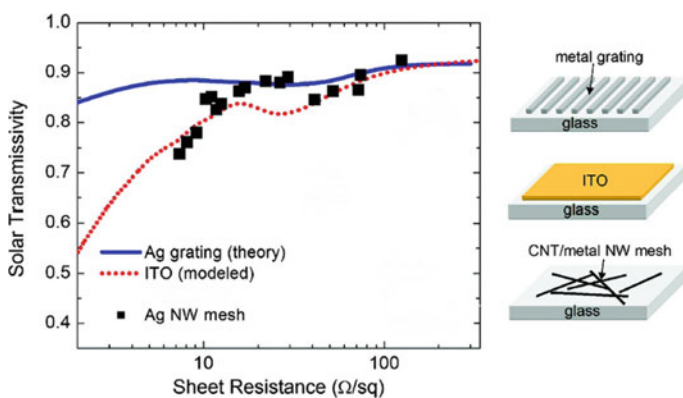 Solar Transmissivity
1.0
0.9
0.8
0.7
0.6
0.5
0.4
Ag grating (theory)
ITO (modeled)
Ag NW mesh
10
100
Sheet Resistance (Ω/sq)
metal grating
glass
ITO
glass
CNT/metal NW mesh
glass